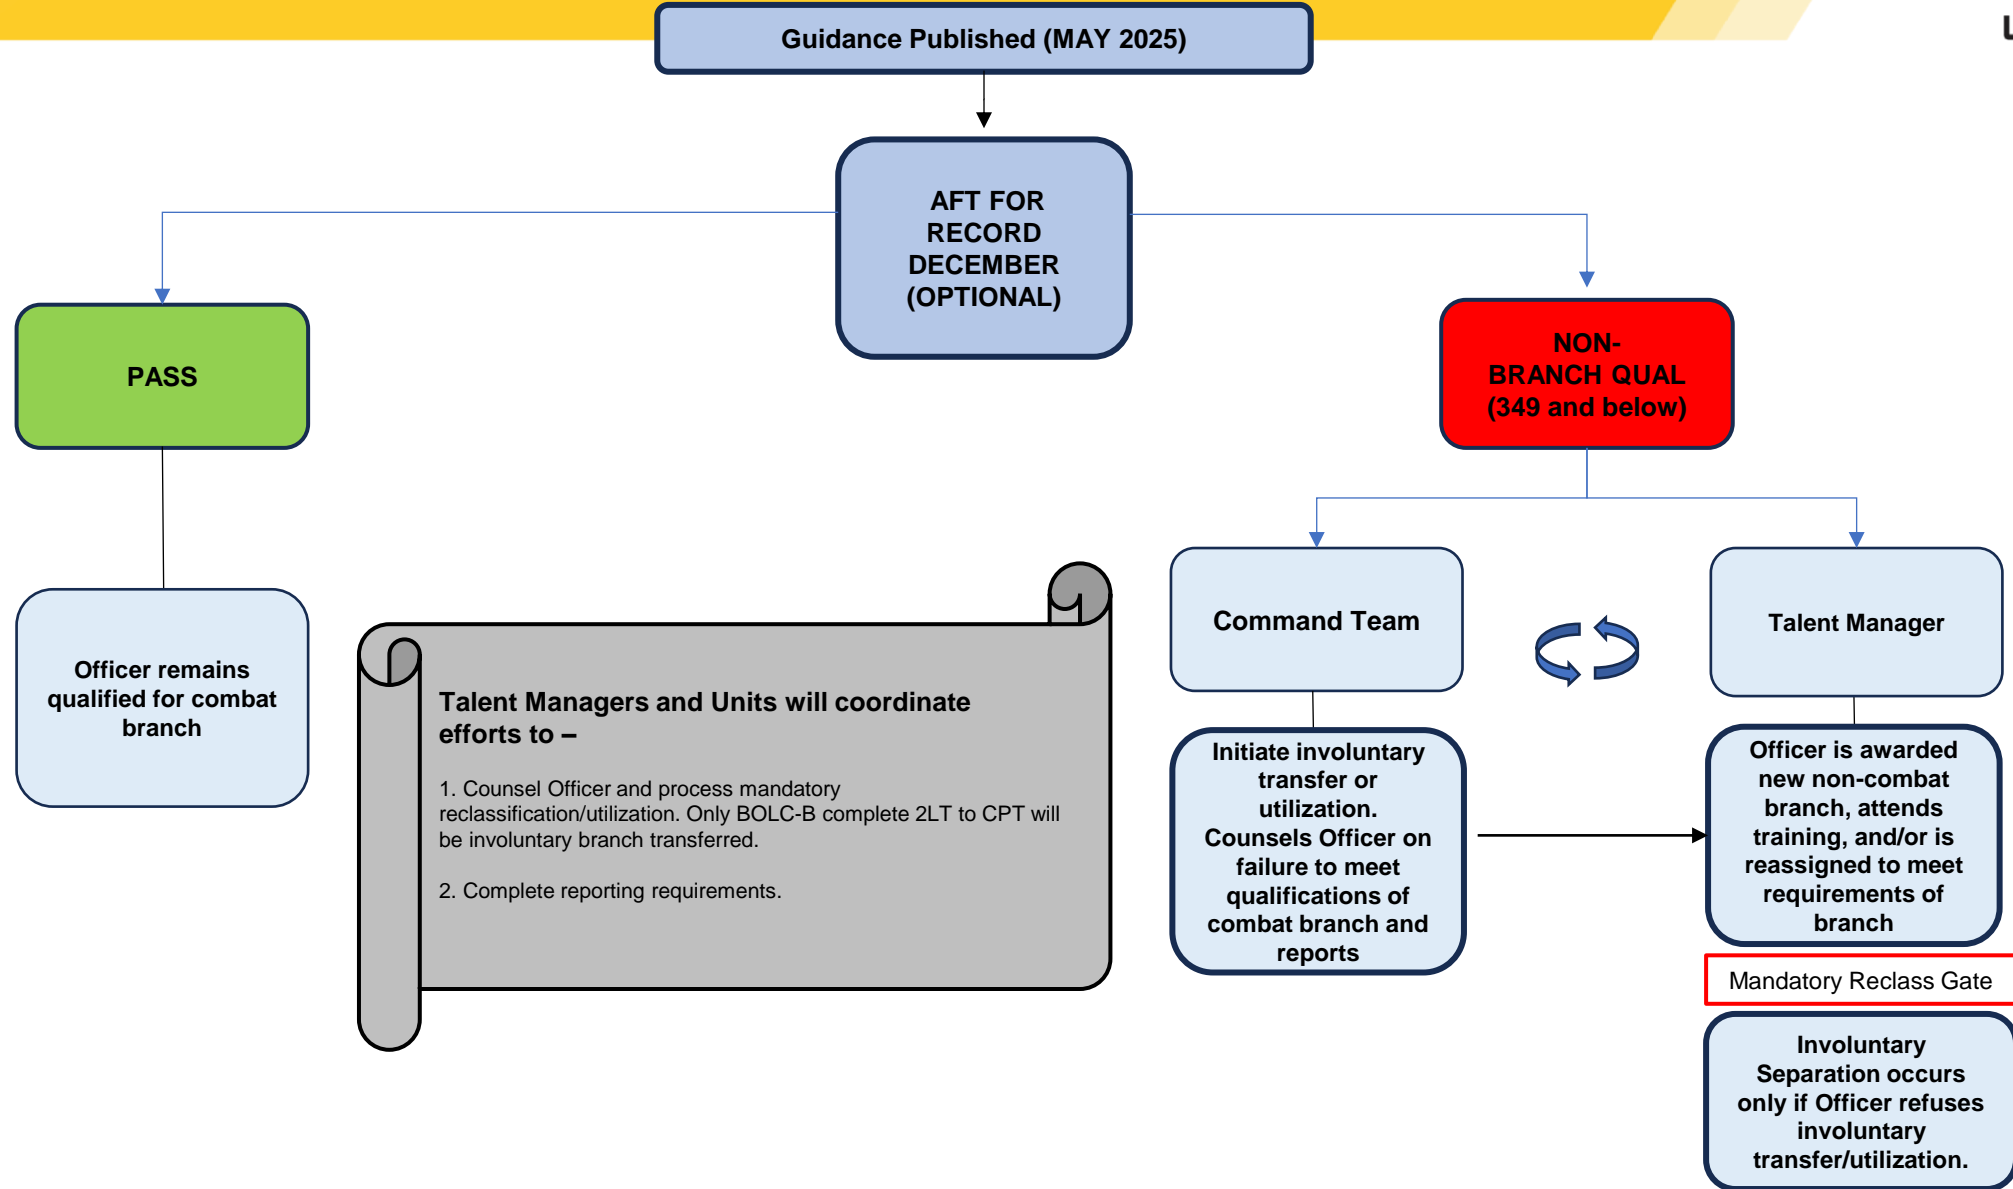 Guidance Published (MAY 2025)
AFT FOR
RECORD
DECEMBER
(OPTIONAL)
PASS
NON-
BRANCH QUAL
(349 and below)
Officer remains
qualified for combat
branch
Talent Managers and Units will coordinate
efforts to –
1. Counsel Officer and process mandatory
reclassification/utilization. Only BOLC-B complete 2LT to CPT will
be involuntary branch transferred.
2. Complete reporting requirements.
Command Team
Talent Manager
Initiate involuntary
transfer or
utilization.
Counsels Officer on
failure to meet
qualifications of
combat branch and
reports
Officer is awarded
new non-combat
branch, attends
training, and/or is
reassigned to meet
requirements of
branch
Mandatory Reclass Gate
Involuntary
Separation occurs
only if Officer refuses
involuntary
transfer/utilization.